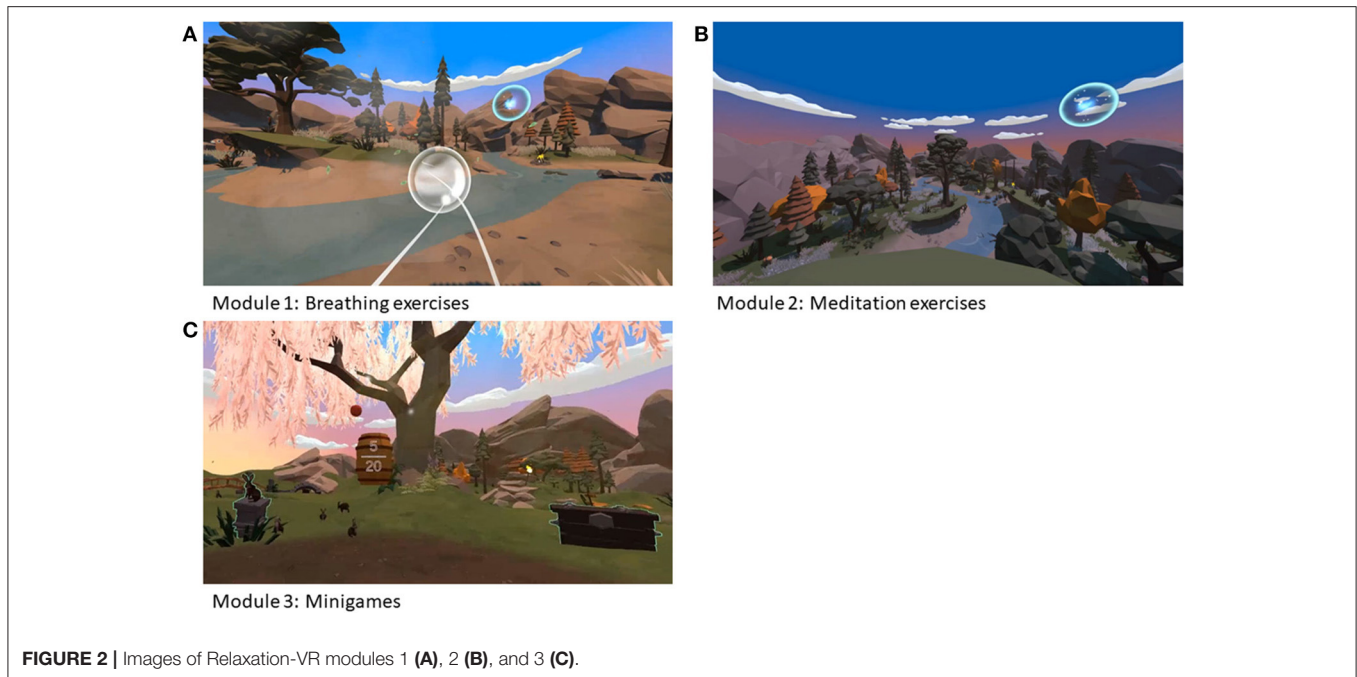 A
B
Module 1: Breathing exercises
Module 2: Meditation exercises
C
5
20
Module 3: Minigames
FIGURE 2 | Images of Relaxation-VR modules 1 (A), 2 (B), and 3 (C).